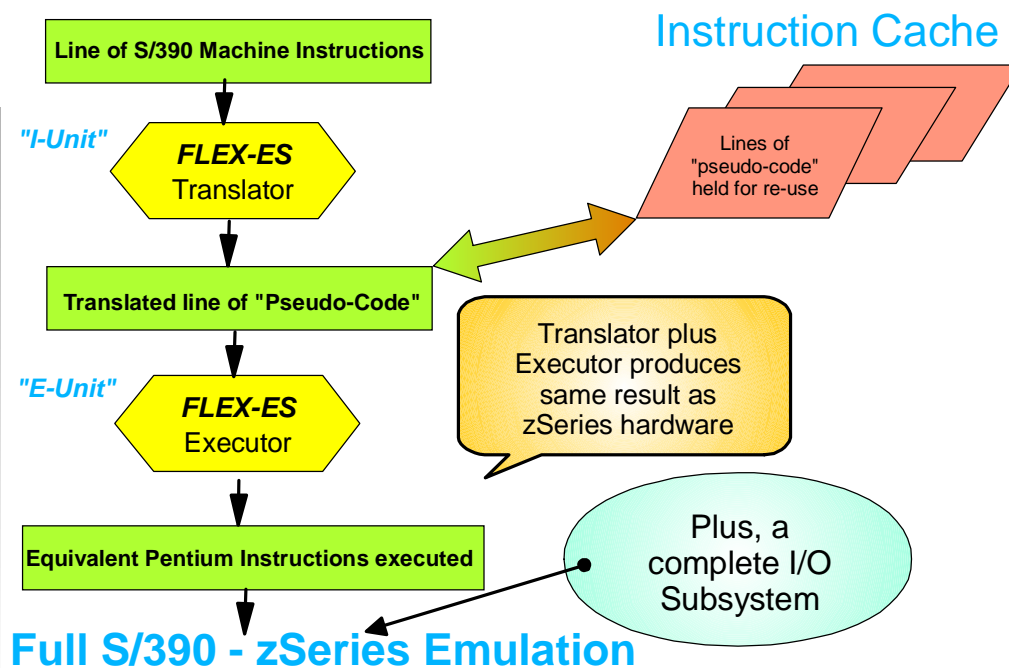 Instruction Cache
Line of S/390 Machine Instructions
"I-Unit"
FLEX-ES
Translator
Lines of
"pseudo-code"
held for re-use
Translated line of "Pseudo-Code"
Translator plus
Executor produces
same result as
zSeries hardware
"E-Unit"
FLEX-ES
Executor
Plus, a
complete I/O
Subsystem
Equivalent Pentium Instructions executed
Full S/390 - zSeries Emulation